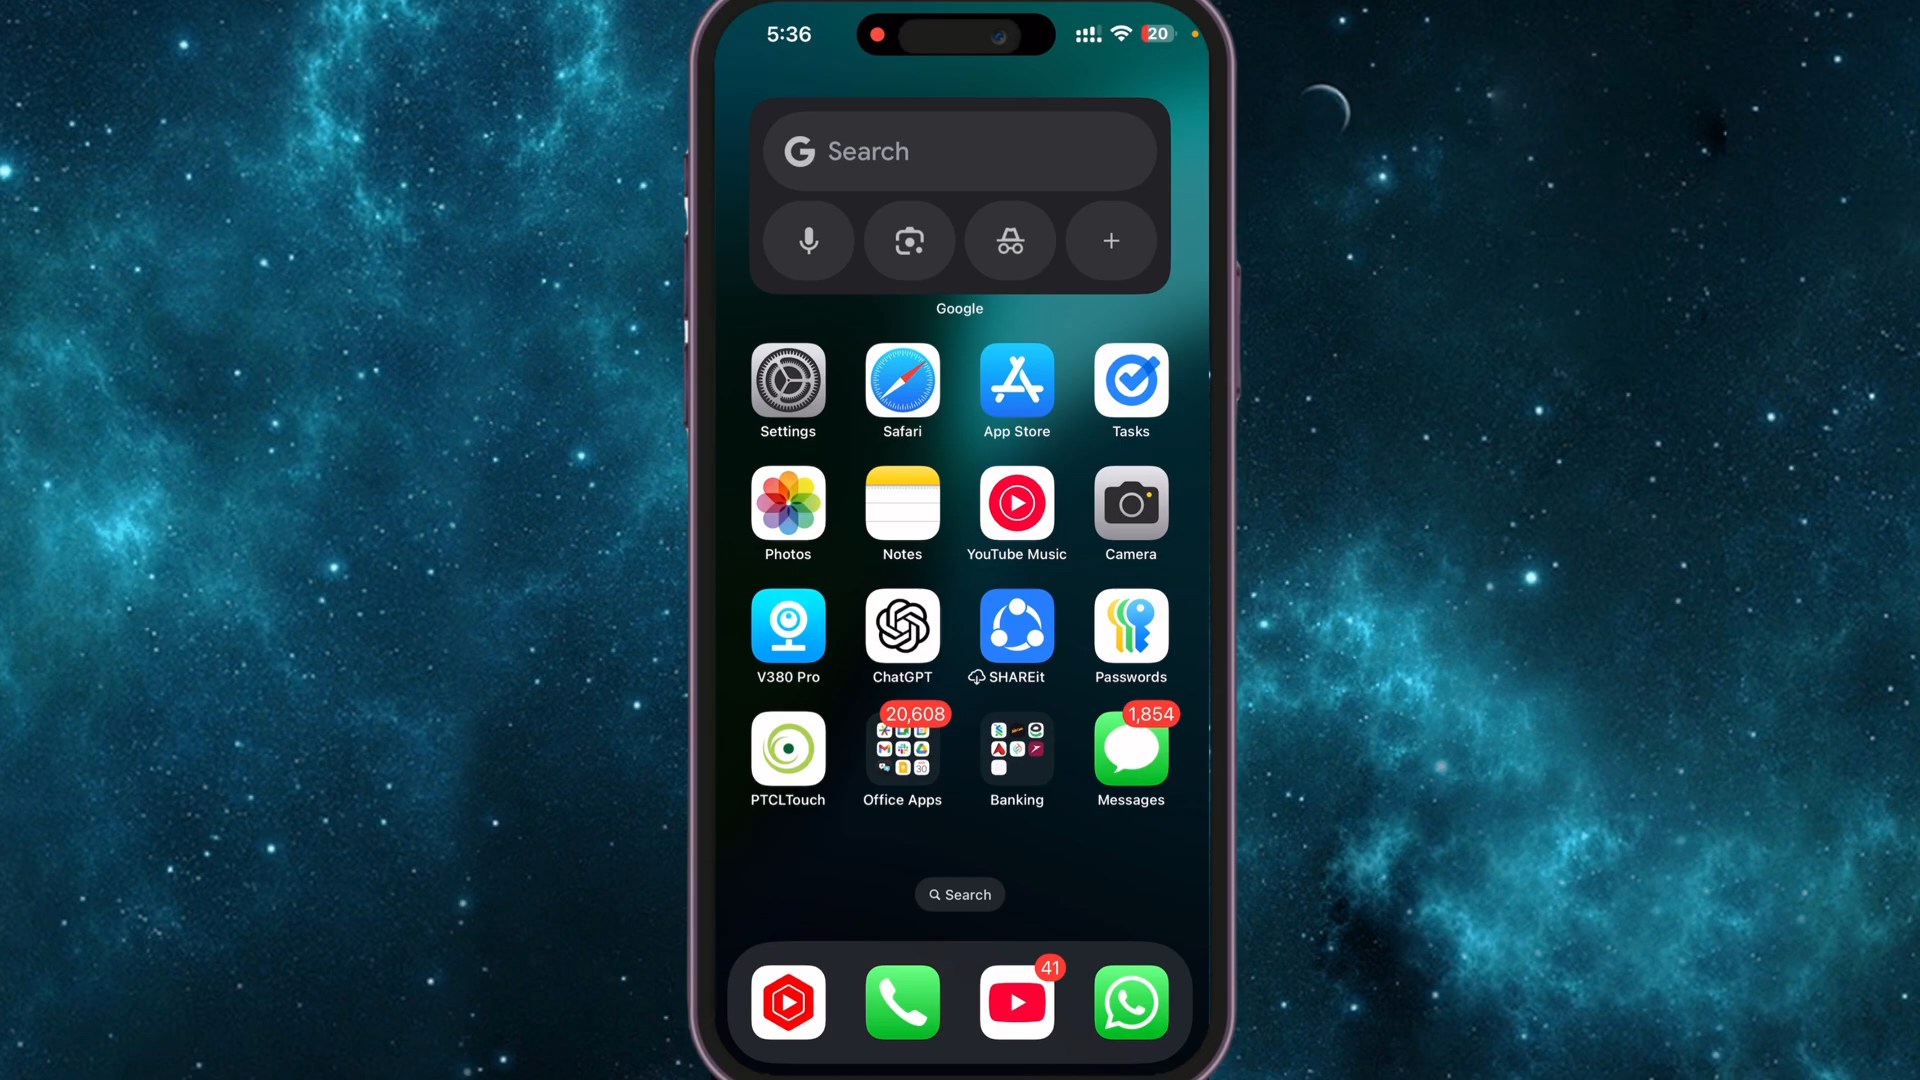 5:36
20
G Search
Google
Settings Safari App Store Tasks
Photos Notes YouTube Music Camera
V380 Pro ChatGPT SHAREit Passwords
20,608 1,854
30
PTCLTouch Office Apps Banking Messages
Search
41